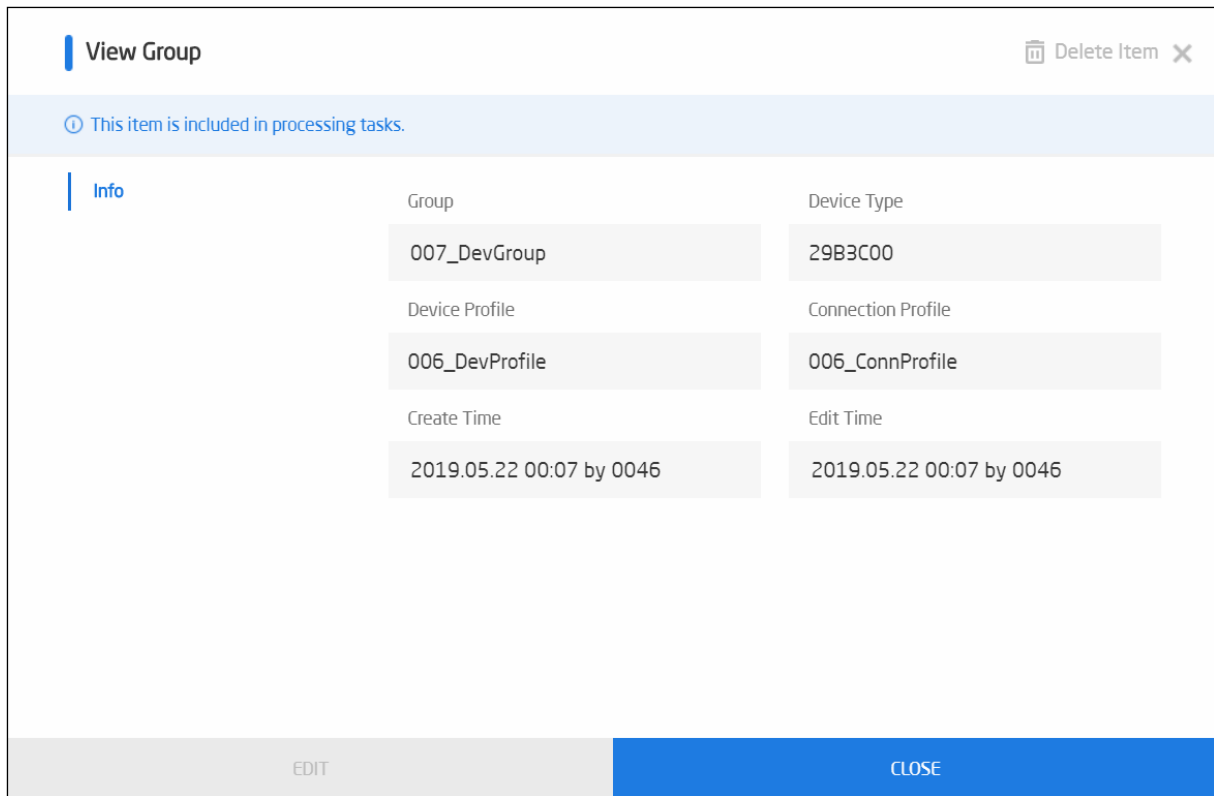 View Group
Delete Item
This item is included in processing tasks.
Info
Group
Device Type
007_DevGroup
29B3C00
Device Profile
Connection Profile
006_DevProfile
006_ConnProfile
Create Time
Edit Time
2019.05.22 00:07 by 0046
2019.05.22 00:07 by 0046
EDIT
CLOSE